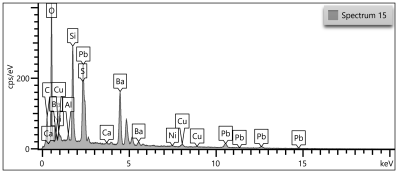 Spectrum 15
cps/eV
200
0
O
Si
Pb
S
C
Cu
Ba
Al
Ca
Ba
Ca
Ba
Ni
Cu
Cu
Pb
Pb
Pb
Pb
0
5
10
15
keV